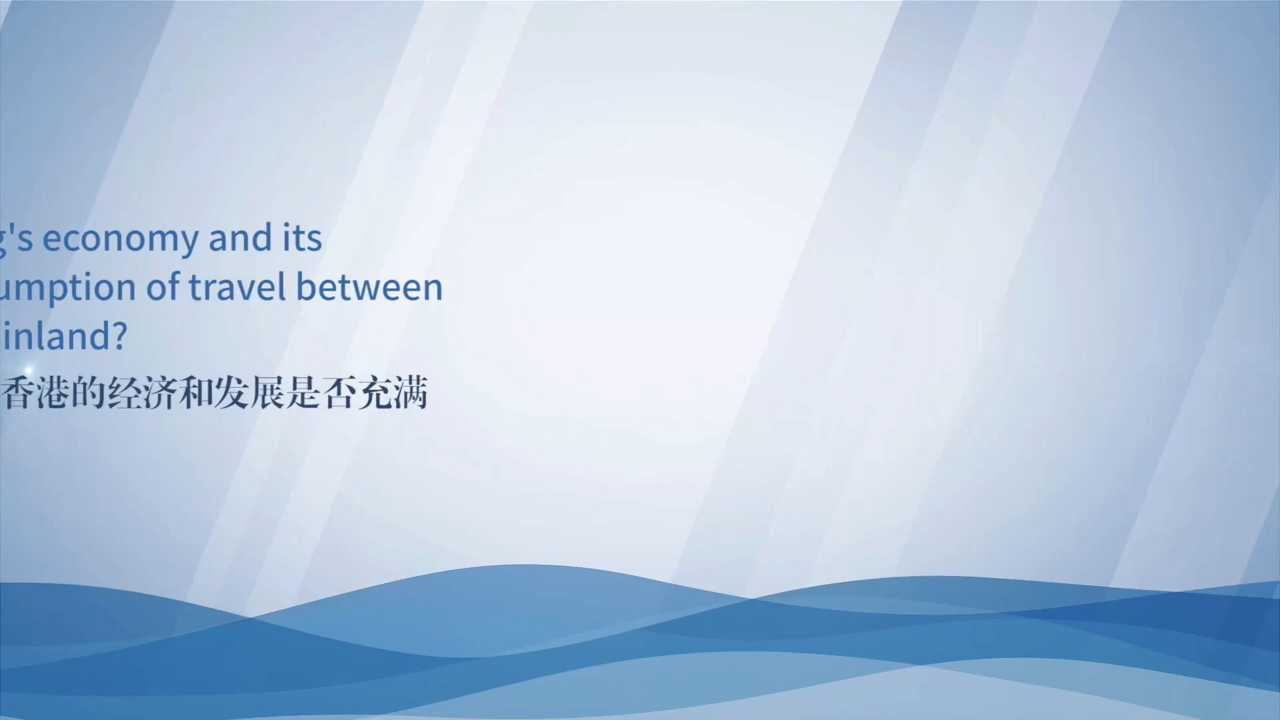 's economy and its
umption of travel between
inland?
香港的经济和发展是否充满